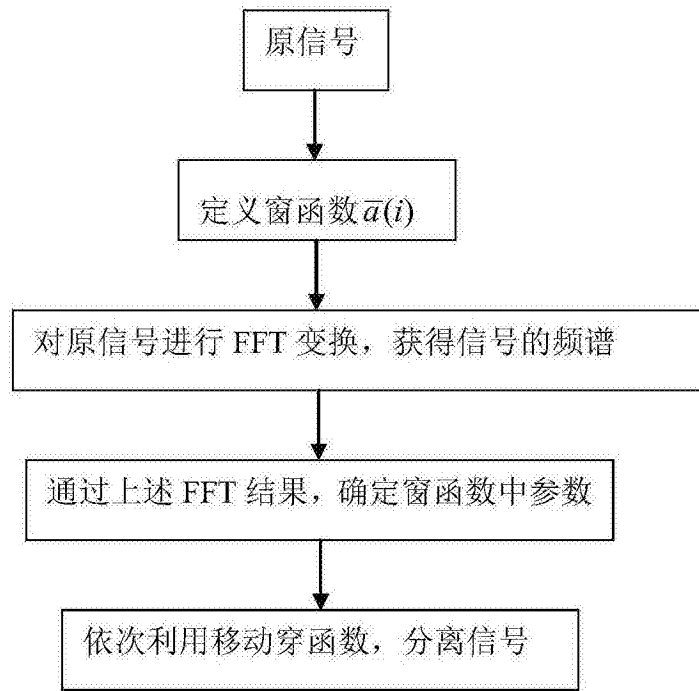 原信号
定义窗函数 a̅(i)
对原信号进行 FFT 变换，获得信号的频谱
通过上述 FFT 结果，确定窗函数中参数
依次利用移动穿函数，分离信号